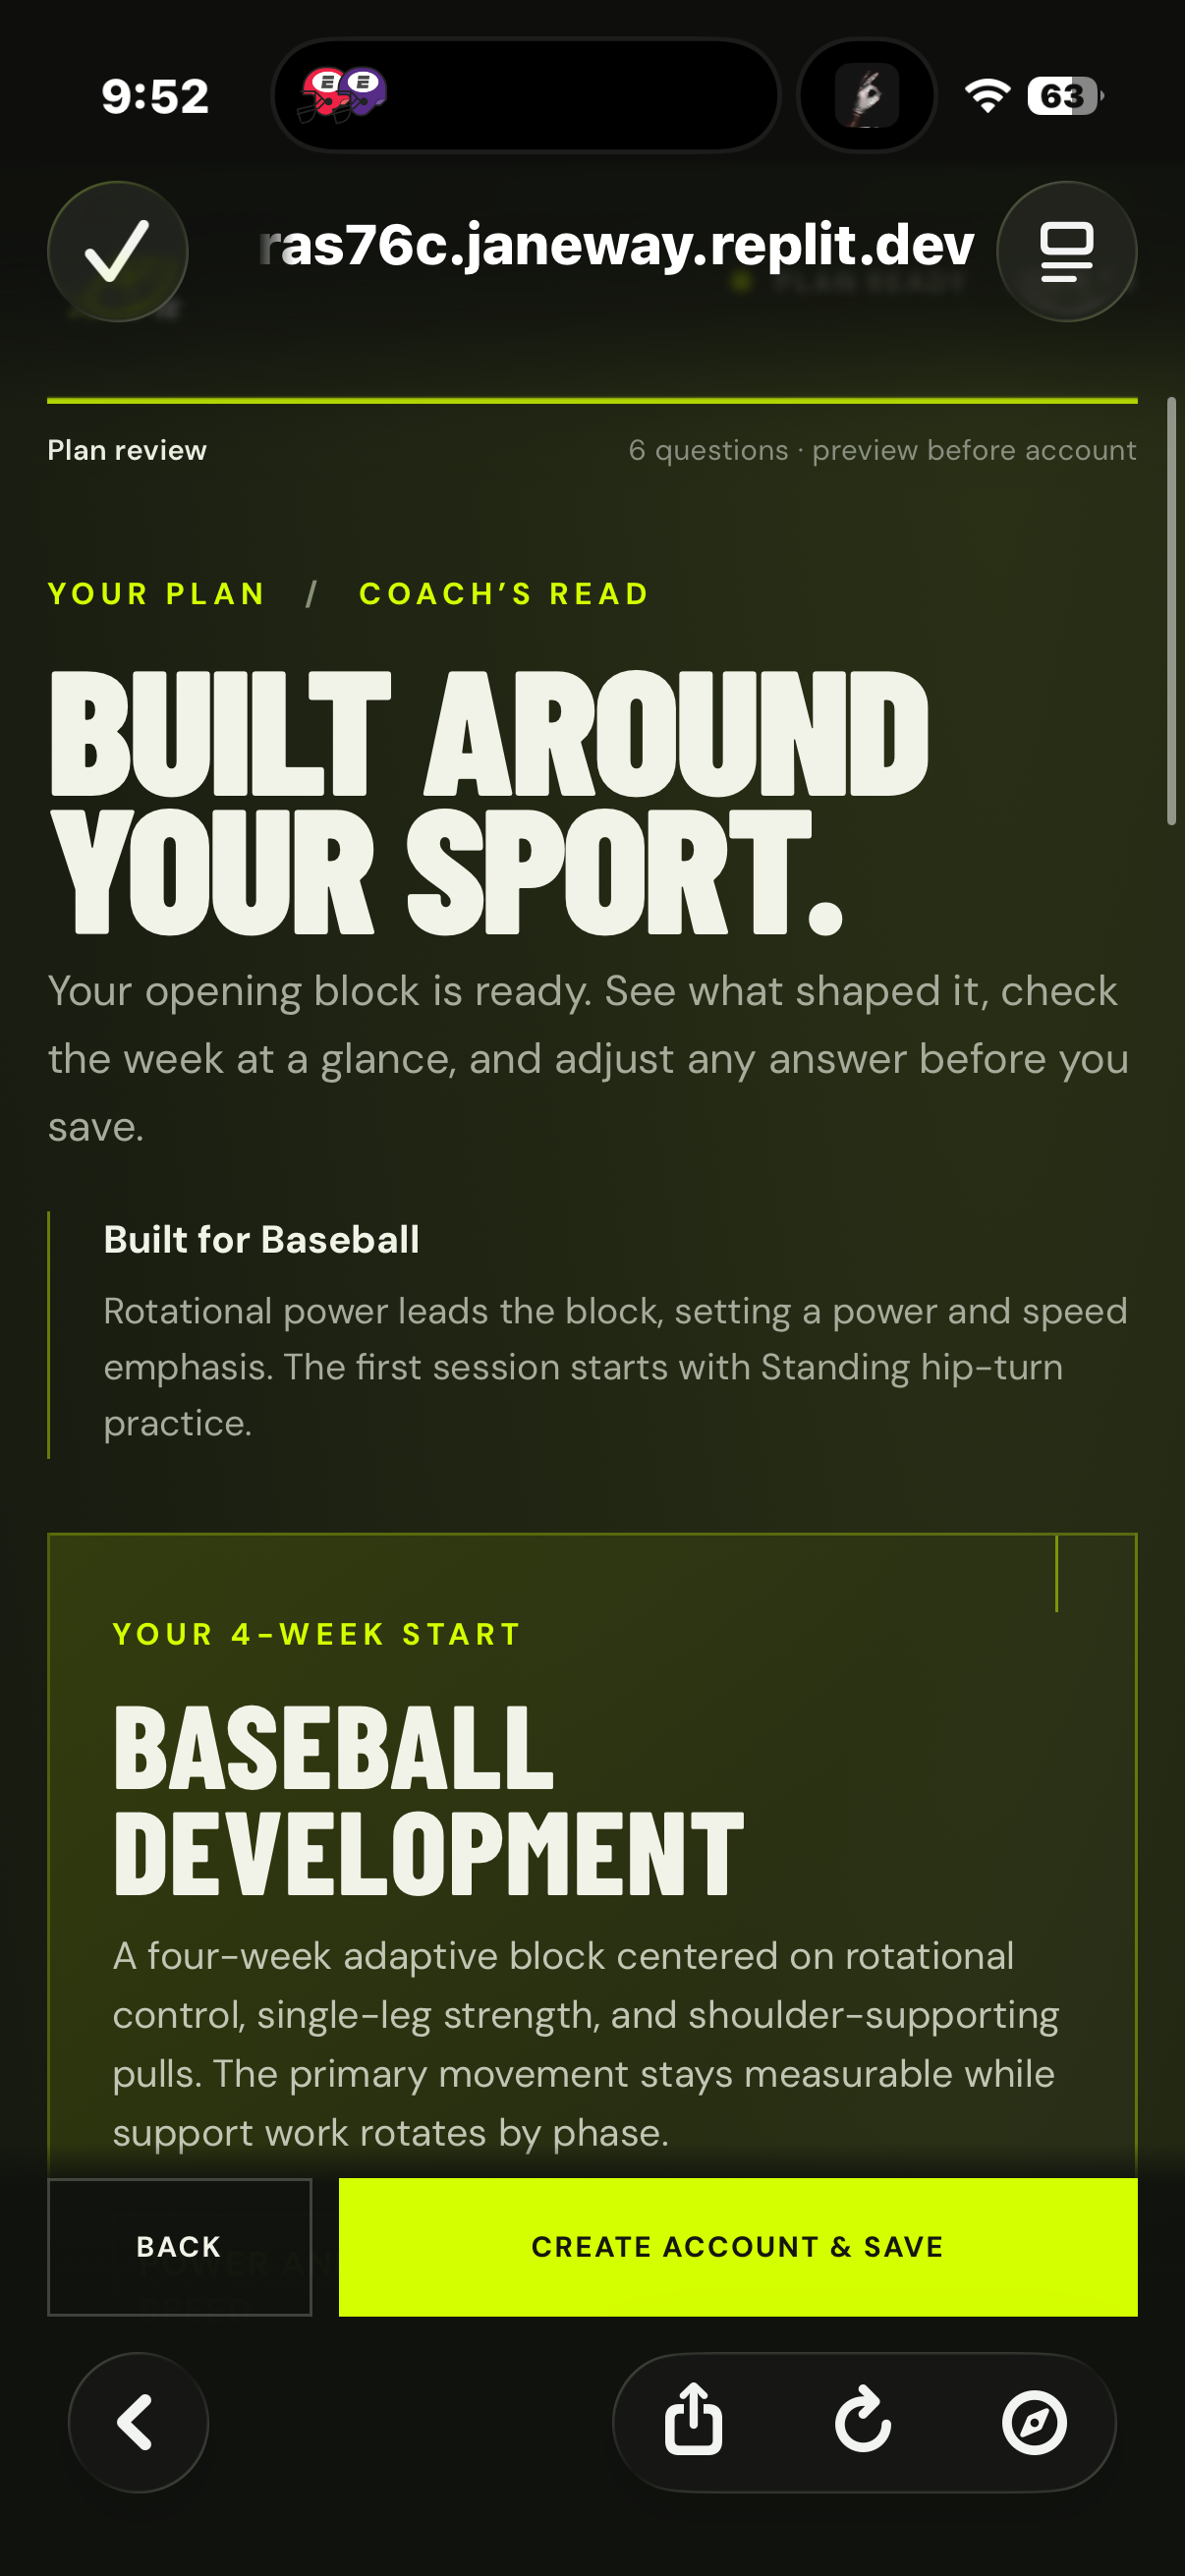 9:52
E E
63
ras76c.janeway.replit.dev
PLAN READY
Plan review
6 questions · preview before account
YOUR PLAN / COACH’S READ
BUILT AROUND
YOUR SPORT.
Your opening block is ready. See what shaped it, check
the week at a glance, and adjust any answer before you
save.
Built for Baseball
Rotational power leads the block, setting a power and speed
emphasis. The first session starts with Standing hip-turn
practice.
YOUR 4-WEEK START
BASEBALL
DEVELOPMENT
A four-week adaptive block centered on rotational
control, single-leg strength, and shoulder-supporting
pulls. The primary movement stays measurable while
support work rotates by phase.
BACK
CREATE ACCOUNT & SAVE